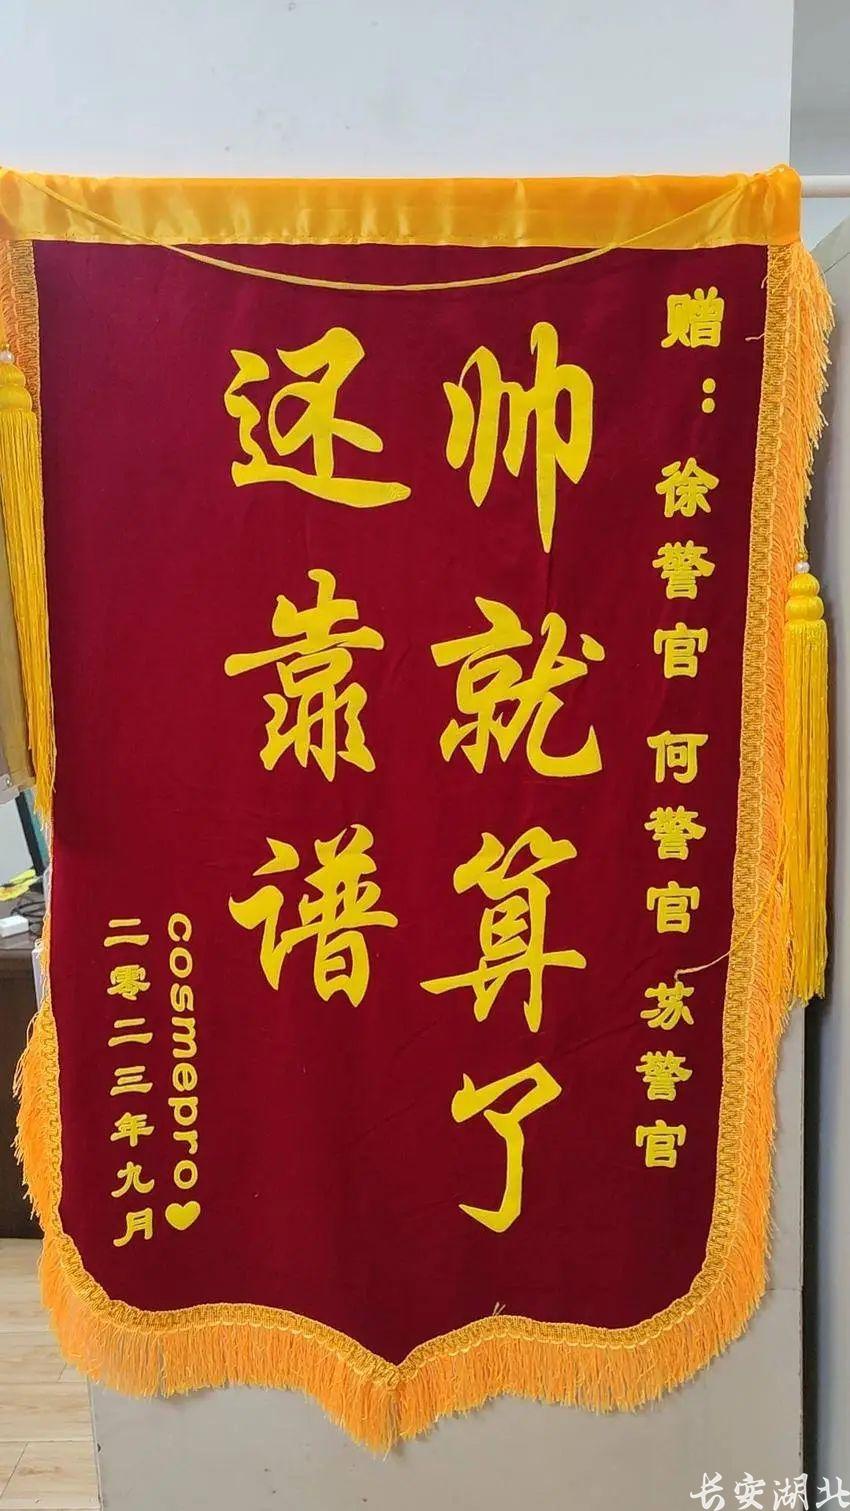 赠：徐警官 何警官 苏警官
帅就算了
还靠谱
cosmepro♥
二零二三年九月
长安湖北